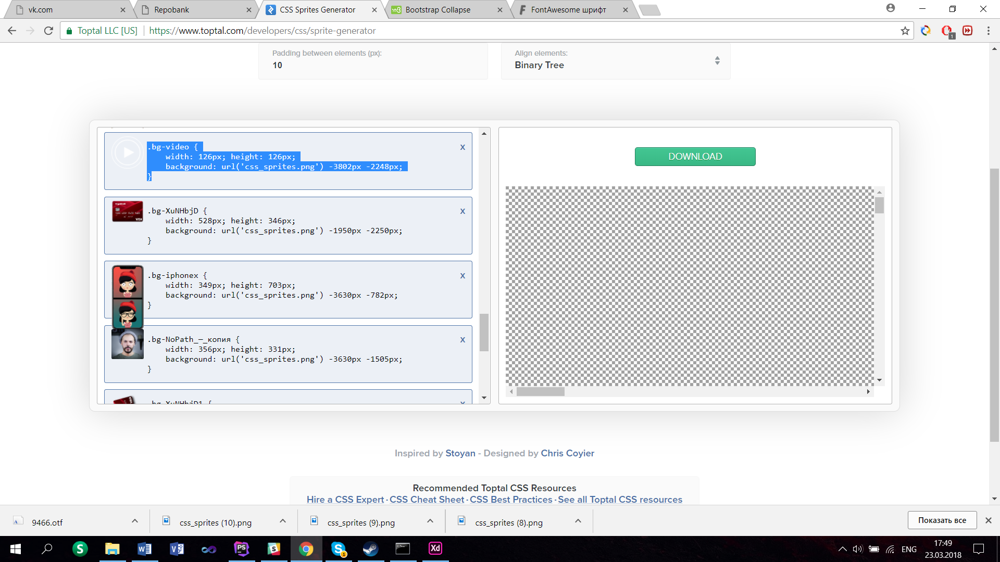 vk.com
Repobank
CSS Sprites Generator
Bootstrap Collapse
FontAwesome шрифт
Toptal LLC [US]
https://www.toptal.com/developers/css/sprite-generator
1
Padding between elements (px):
10
Align elements:
Binary Tree
.bg-video {
width: 126px; height: 126px;
background: url('css_sprites.png') -3802px -2248px;
}
X
.bg-XuNHbjD {
width: 528px; height: 346px;
background: url('css_sprites.png') -1950px -2250px;
}
X
VISA
.bg-iphonex {
width: 349px; height: 703px;
background: url('css_sprites.png') -3630px -782px;
}
X
.bg-NoPath_—_копия {
width: 356px; height: 331px;
background: url('css_sprites.png') -3630px -1505px;
}
X
.bg-XuNHbjD1 {
X
DOWNLOAD
Inspired by Stoyan - Designed by Chris Coyier
Recommended Toptal CSS Resources
Hire a CSS Expert · CSS Cheat Sheet · CSS Best Practices · See all Toptal CSS resources
9466.otf
css_sprites (10).png
css_sprites (9).png
css_sprites (8).png
Показать все
ENG
17:49
23.03.2018